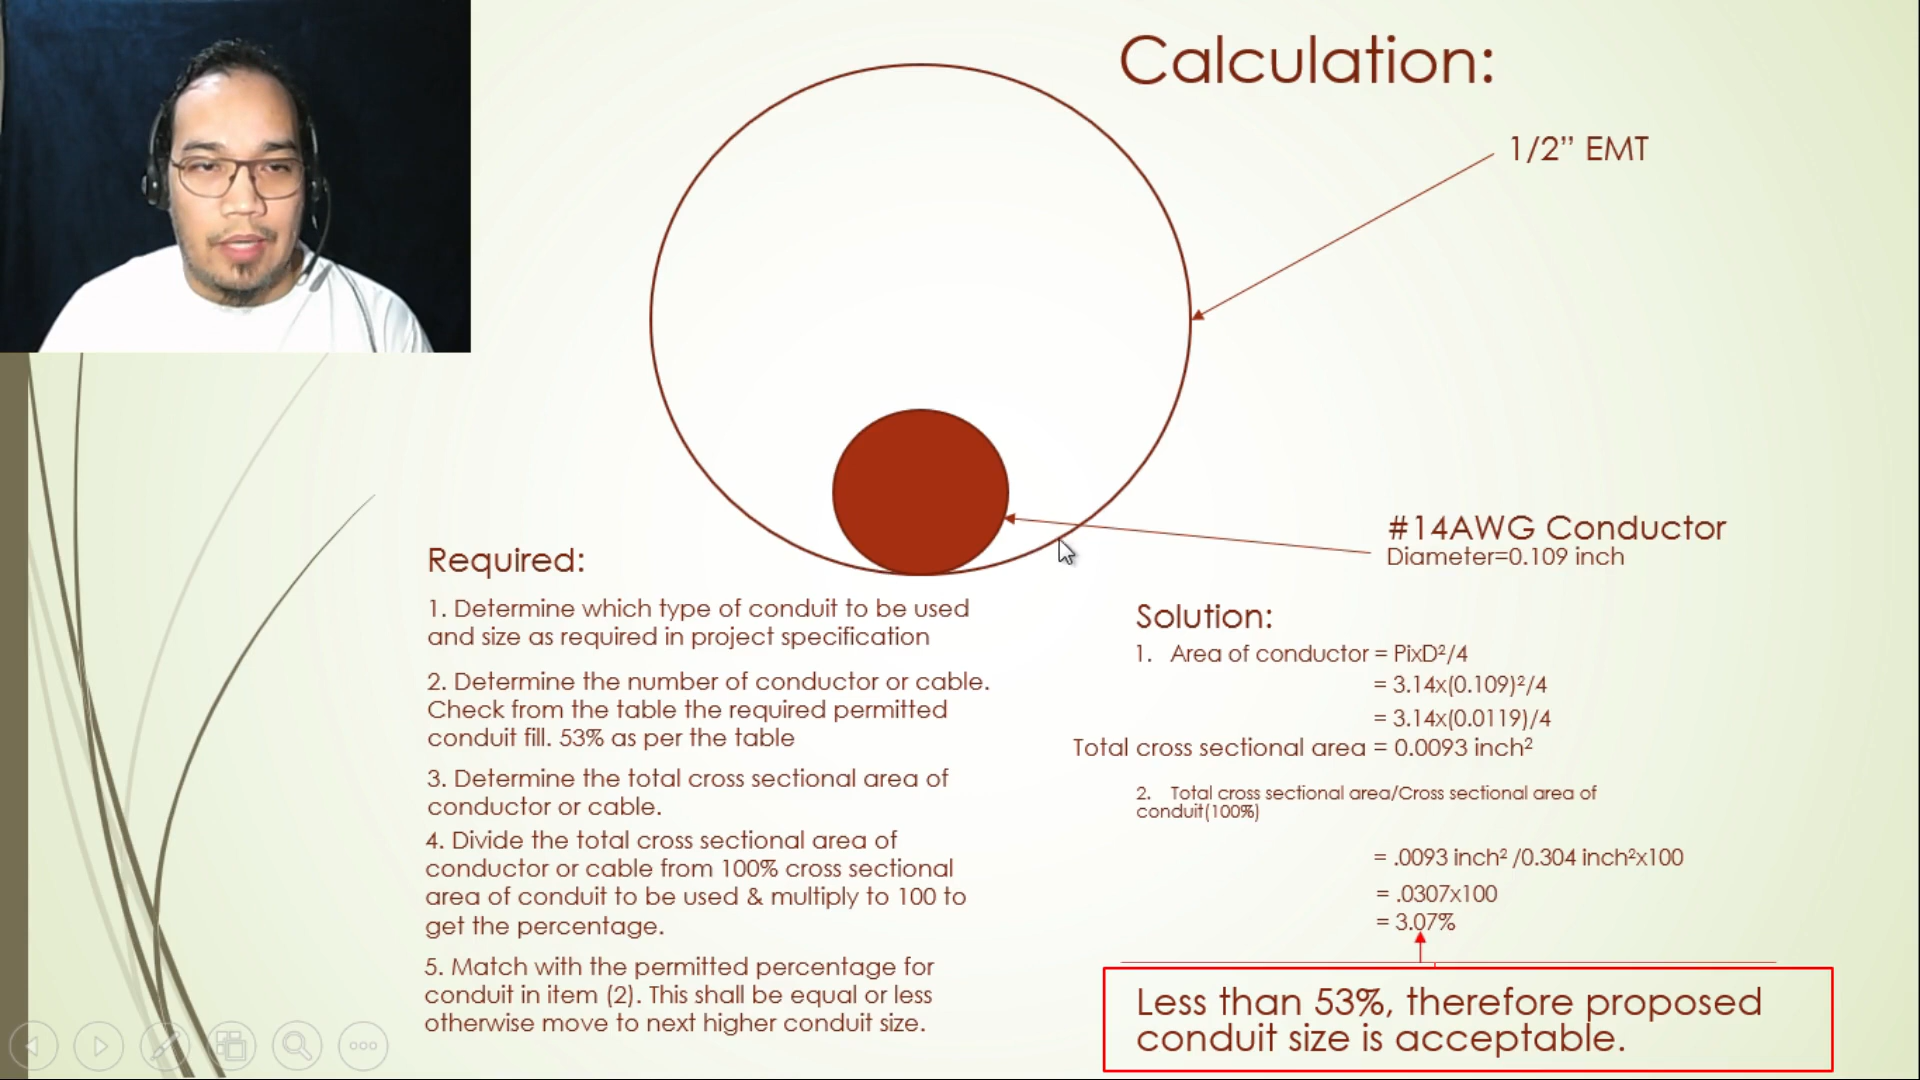 Calculation:
1/2” EMT
#14AWG Conductor
Diameter=0.109 inch
Required:
1. Determine which type of conduit to be used
and size as required in project specification
2. Determine the number of conductor or cable.
Check from the table the required permitted
conduit fill. 53% as per the table
3. Determine the total cross sectional area of
conductor or cable.
4. Divide the total cross sectional area of
conductor or cable from 100% cross sectional
area of conduit to be used & multiply to 100 to
get the percentage.
5. Match with the permitted percentage for
conduit in item (2). This shall be equal or less
otherwise move to next higher conduit size.
Solution:
1. Area of conductor = PixD²/4
= 3.14x(0.109)²/4
= 3.14x(0.0119)/4
Total cross sectional area = 0.0093 inch²
2. Total cross sectional area/Cross sectional area of
conduit(100%)
= .0093 inch² /0.304 inch²x100
= .0307x100
= 3.07%
Less than 53%, therefore proposed
conduit size is acceptable.